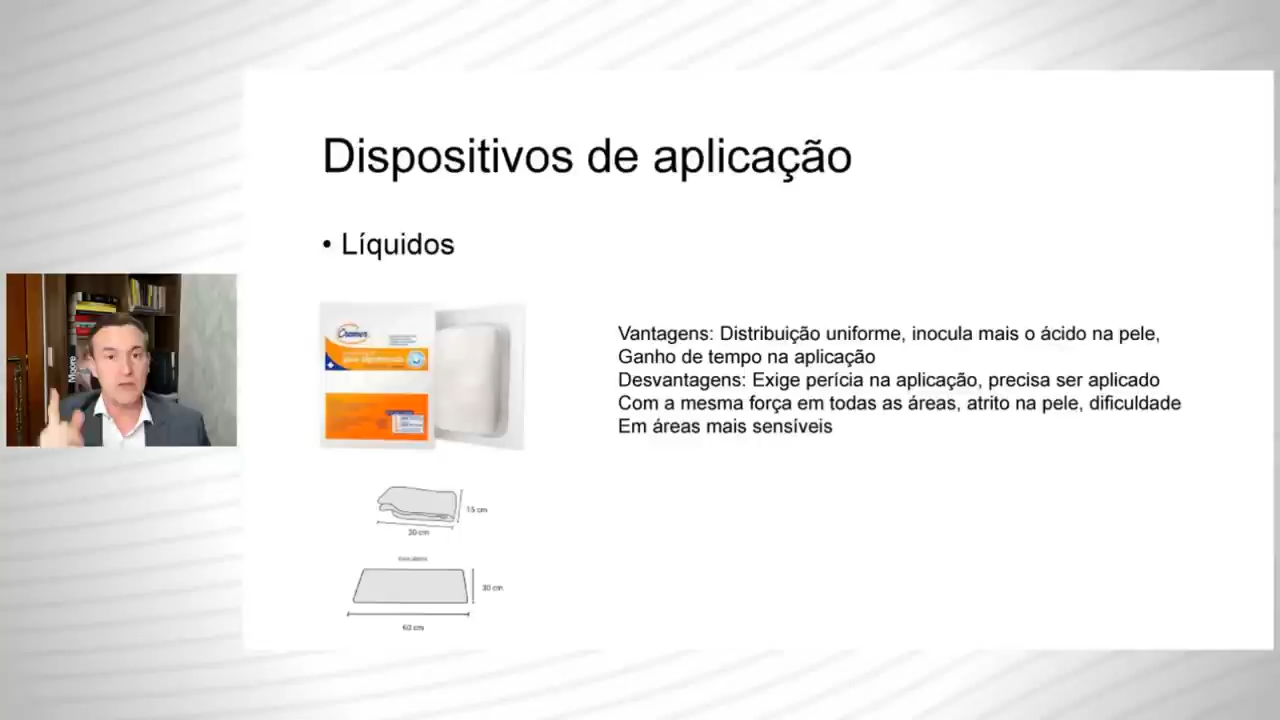 Dispositivos de aplicação
• Líquidos
Vantagens: Distribuição uniforme, inocula mais o ácido na pele,
Ganho de tempo na aplicação
Desvantagens: Exige perícia na aplicação, precisa ser aplicado
Com a mesma força em todas as áreas, atrito na pele, dificuldade
Em áreas mais sensíveis
Moore
15 cm
30 cm
60 cm